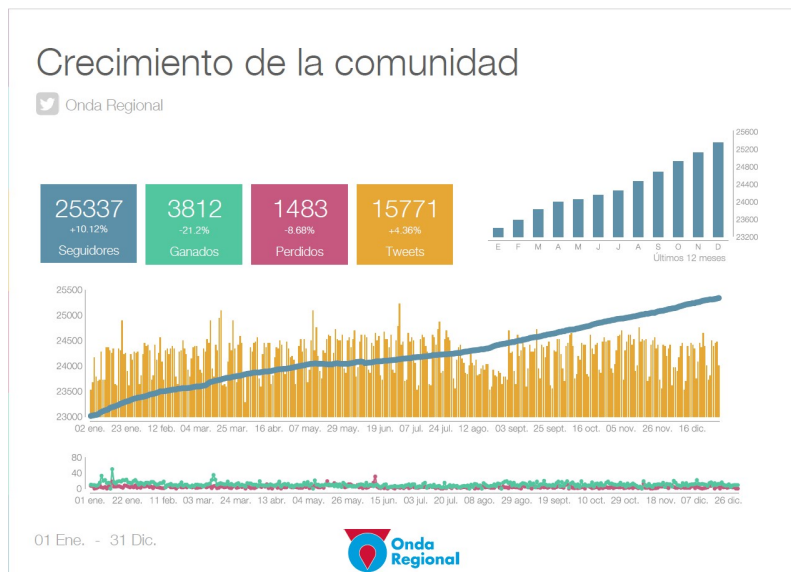 Crecimiento de la comunidad
Onda Regional
25337
+10.12%
Seguidores
3812
-21.2%
Ganados
1483
-8.68%
Perdidos
15771
+4.36%
Tweets
25600
25200
24800
24400
24000
23600
23200
E F M A M J J A S O N D
Últimos 12 meses
25500
25000
24500
24000
23500
23000
02 ene. 23 ene. 12 feb. 04 mar. 25 mar. 16 abr. 07 may. 29 may. 19 jun. 07 jul. 24 jul. 12 ago. 03 sept. 25 sept. 16 oct. 05 nov. 26 nov. 16 dic.
80
40
0
01 ene. 22 ene. 11 feb. 03 mar. 24 mar. 13 abr. 04 may. 26 may. 15 jun. 03 jul. 20 jul. 08 ago. 29 ago. 19 sept. 10 oct. 29 oct. 18 nov. 07 dic. 26 dic.
01 Ene. - 31 Dic.
Onda
Regional